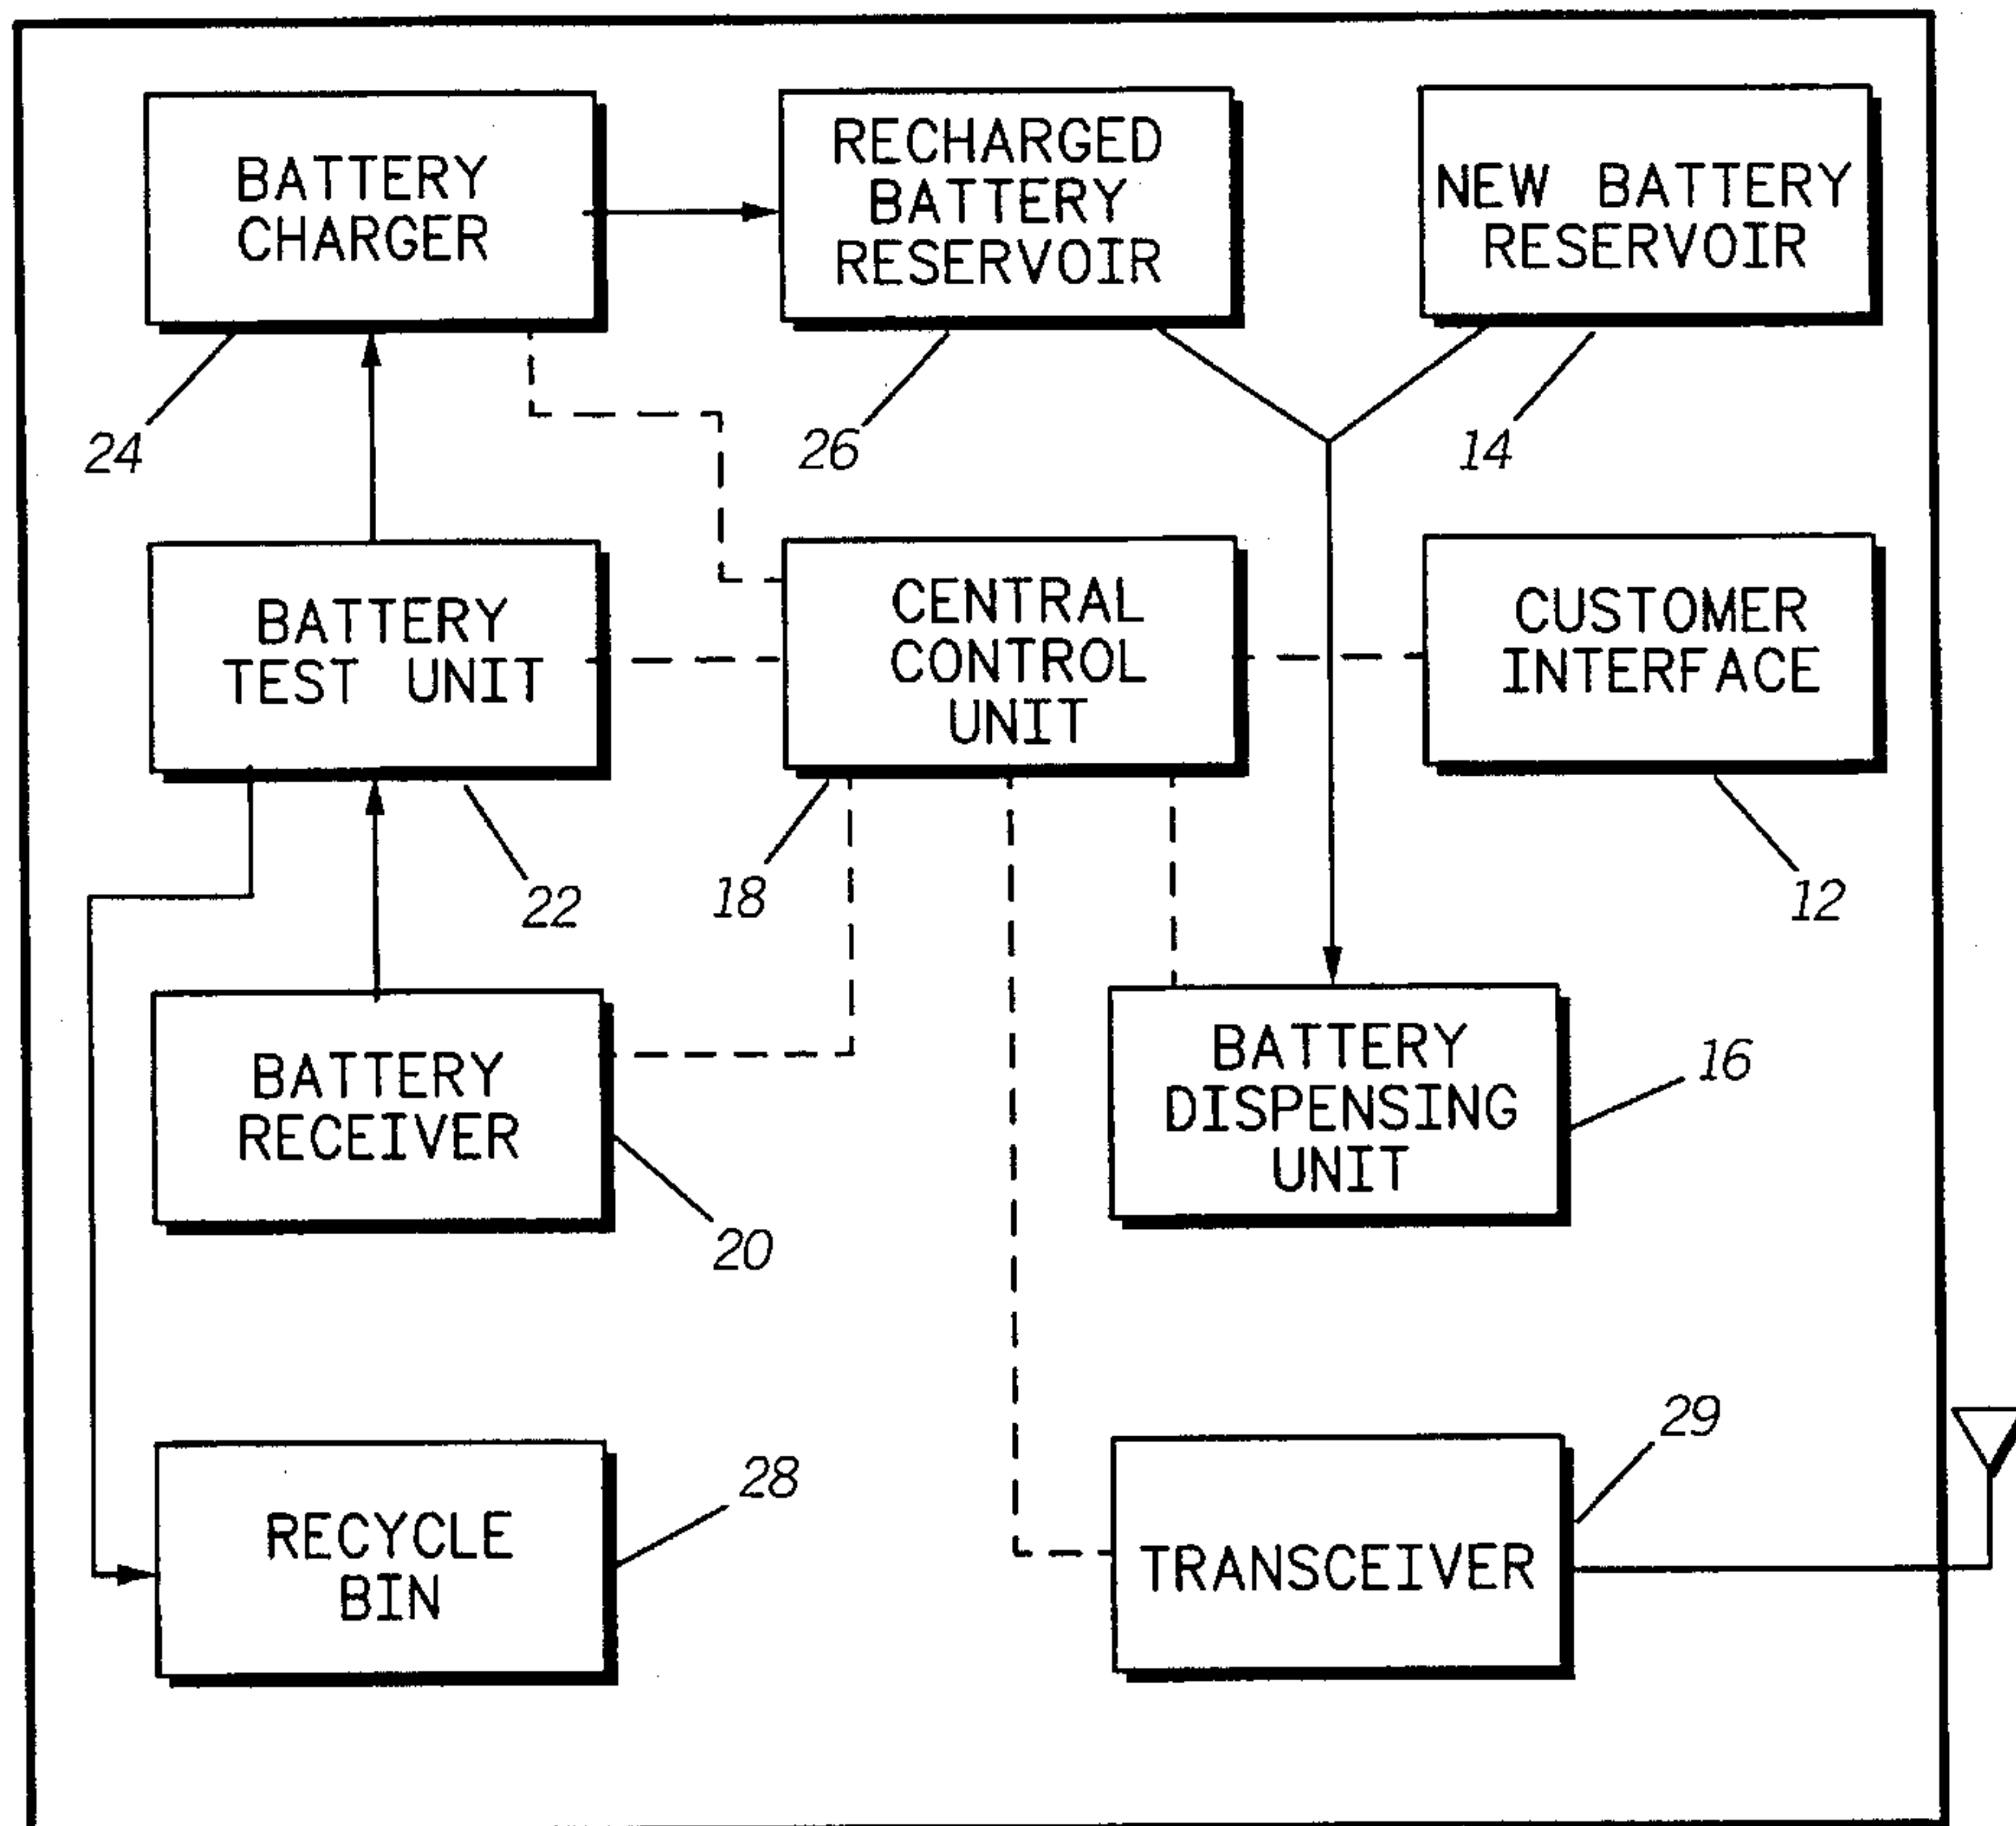 BATTERY
CHARGER
RECHARGED
BATTERY
RESERVOIR
NEW BATTERY
RESERVOIR
24
26
14
BATTERY
TEST UNIT
CENTRAL
CONTROL
UNIT
CUSTOMER
INTERFACE
22
18
12
BATTERY
RECEIVER
BATTERY
DISPENSING
UNIT
16
20
RECYCLE
BIN
28
TRANSCEIVER
29